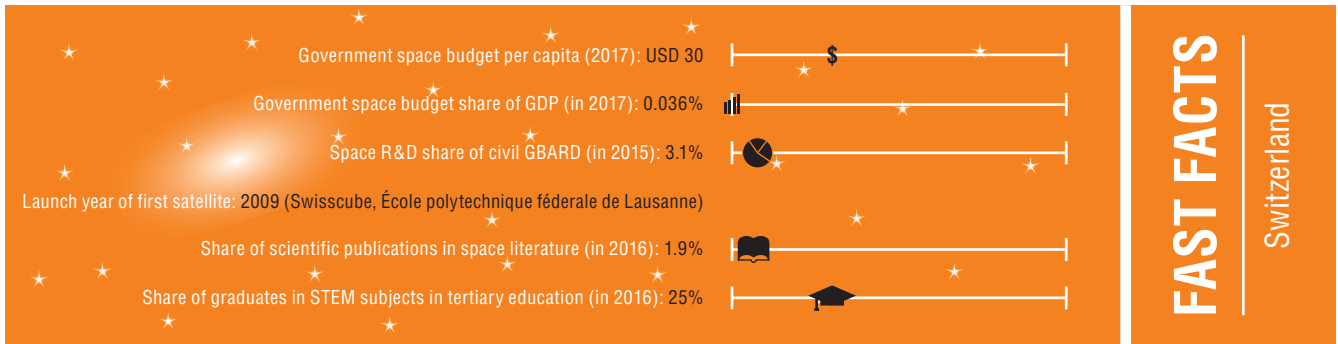 Government space budget per capita (2017): USD 30
$
Government space budget share of GDP (in 2017): 0.036%
Space R&D share of civil GBARD (in 2015): 3.1%
Launch year of first satellite: 2009 (Swisscube, École polytechnique féderale de Lausanne)
Share of scientific publications in space literature (in 2016): 1.9%
Share of graduates in STEM subjects in tertiary education (in 2016): 25%
FAST FACTS
Switzerland